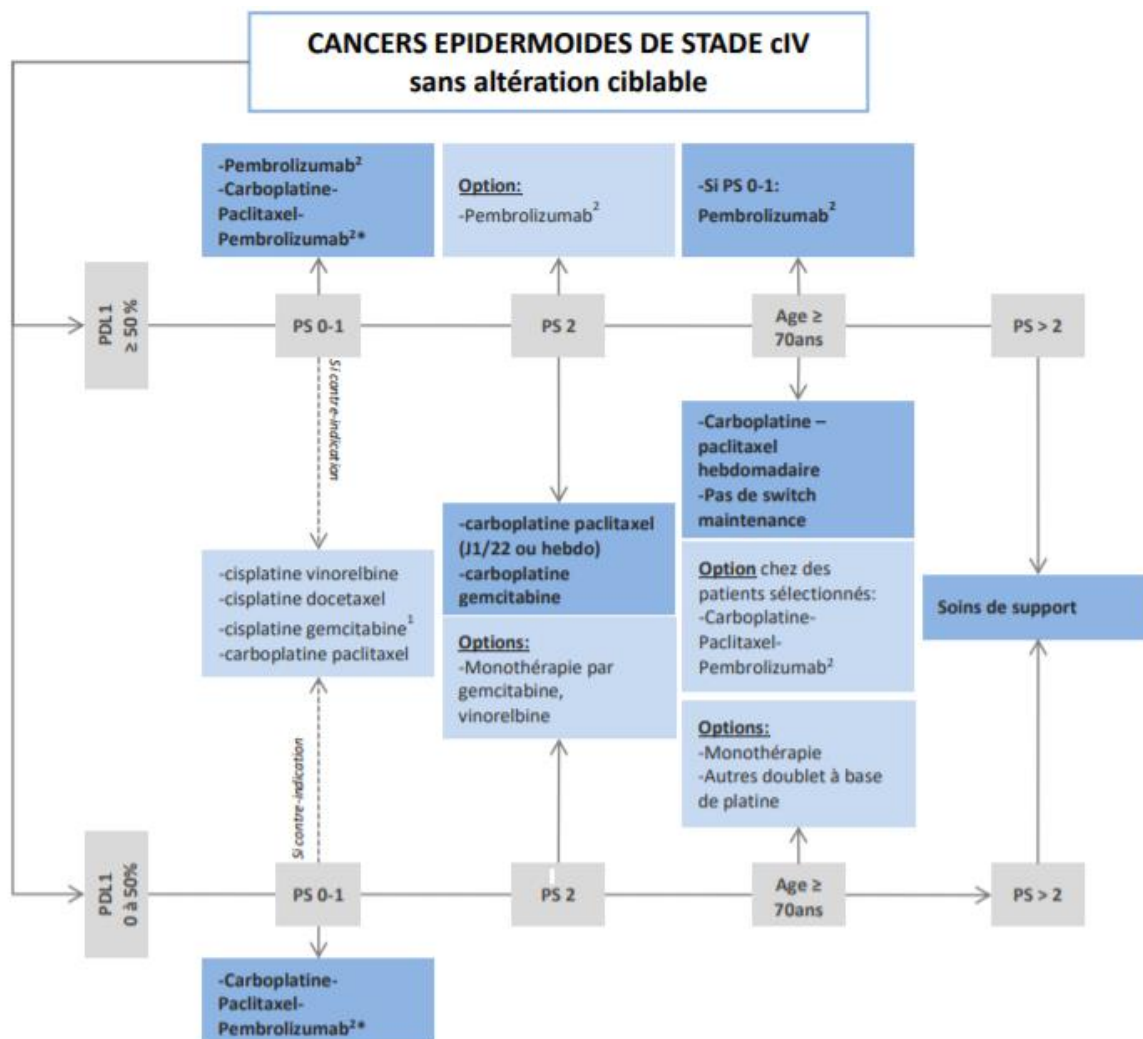 CANCERS EPIDERMOIDES DE STADE cIV
sans altération ciblable
-Pembrolizumab²
-Carboplatine-
Paclitaxel-
Pembrolizumab²*
Option:
-Pembrolizumab²
-Si PS 0-1:
Pembrolizumab²
PDL1
≥ 50%
PS 0-1
PS 2
Age ≥
70ans
PS > 2
Si contre-indication
-Carboplatine –
paclitaxel
hebdomadaire
-Pas de switch
maintenance
-carboplatine paclitaxel
(J1/22 ou hebdo)
-carboplatine
gemcitabine
-cisplatine vinorelbine
-cisplatine docetaxel
-cisplatine gemcitabine¹
-carboplatine paclitaxel
Option chez des
patients sélectionnés:
-Carboplatine-
Paclitaxel-
Pembrolizumab²
Soins de support
Options:
-Monothérapie par
gemcitabine,
vinorelbine
Options:
-Monothérapie
-Autres doublet à base
de platine
Si contre-indication
PDL1
0 à 50%
PS 0-1
PS 2
Age ≥
70ans
PS > 2
-Carboplatine-
Paclitaxel-
Pembrolizumab²*